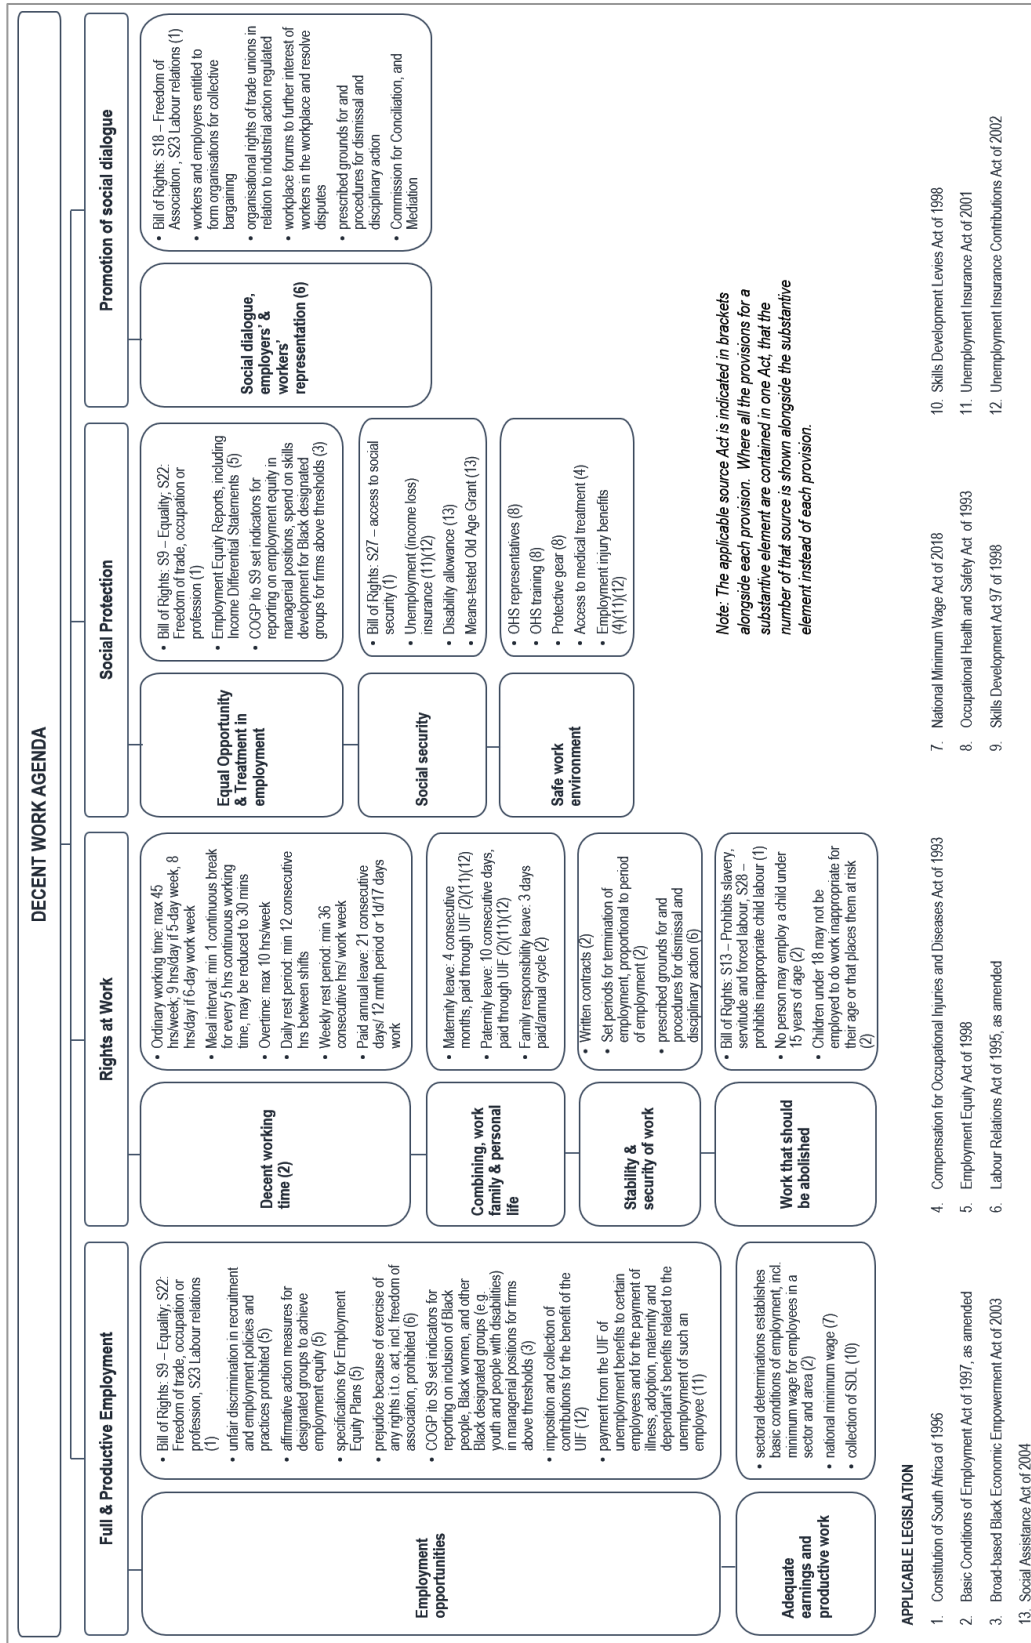 DECENT WORK AGENDA
Full & Productive Employment
Employment
opportunities
• Bill of Rights: S9 – Equality; S22:
Freedom of trade, occupation or
profession, S23 Labour relations
(1)
• unfair discrimination in recruitment
and employment policies and
practices prohibited (5)
• affirmative action measures for
designated groups to achieve
employment equity (5)
• specifications for Employment
Equity Plans (5)
• prejudice because of exercise of
any rights i.t.o. act, incl. freedom of
association, prohibited (6)
• COGP ito S9 set indicators for
reporting on inclusion of Black
people, Black women, and other
Black designated groups (e.g.
youth and people with disabilities)
in managerial positions for firms
above thresholds (3)
• imposition and collection of
contributions for the benefit of the
UIF (12)
• payment from the UIF of
unemployment benefits to certain
employees and for the payment of
illness, adoption, maternity and
dependant's benefits related to the
unemployment of such an
employee (11)
Adequate
earnings and
productive work
• sectoral determinations establishes
basic conditions of employment, incl.
minimum wage for employees in a
sector and area (2)
• national minimum wage (7)
• collection of SDL (10)
Rights at Work
Decent working
time (2)
• Ordinary working time: max 45
hrs/week, 9 hrs/day if 5-day week, 8
hrs/day if 6-day work week
• Meal interval: min 1 continuous break
for every 5 hrs continuous working
time, may be reduced to 30 mins
• Overtime: max 10 hrs/week
• Daily rest period: min 12 consecutive
hrs between shifts
• Weekly rest period: min 36
consecutive hrs/ work week
• Paid annual leave: 21 consecutive
days/ 12 mnth period or 1d/17 days
work
Combining, work
family & personal
life
• Maternity leave: 4 consecutive
months, paid through UIF (2)(11)(12)
• Paternity leave: 10 consecutive days,
paid through UIF (2)(11)(12)
• Family responsibility leave: 3 days
paid/annual cycle (2)
Stability &
security of work
• Written contracts (2)
• Set periods for termination of
employment, proportional to period
of employment (2)
• prescribed grounds for and
procedures for dismissal and
disciplinary action (6)
Work that should
be abolished
• Bill of Rights: S13 – Prohibits slavery,
servitude and forced labour, S28 –
prohibits inappropriate child labour (1)
• No person may employ a child under
15 years of age (2)
• Children under 18 may not be
employed to do work inappropriate for
their age or that places them at risk
(2)
Social Protection
Equal Opportunity
& Treatment in
employment
• Bill of Rights: S9 – Equality; S22:
Freedom of trade, occupation or
profession (1)
• Employment Equity Reports, including
Income Differential Statements (5)
• COGP ito S9 set indicators for
reporting on employment equity in
managerial positions, spend on skills
development for Black designated
groups for firms above thresholds (3)
Social security
• Bill of Rights: S27 – access to social
security (1)
• Unemployment (income loss)
insurance (11)(12)
• Disability allowance (13)
• Means-tested Old Age Grant (13)
Safe work
environment
• OHS representatives (8)
• OHS training (8)
• Protective gear (8)
• Access to medical treatment (4)
• Employment injury benefits
(4)(11)(12)
Promotion of social dialogue
Social dialogue,
employers' &
workers'
representation (6)
• Bill of Rights: S18 – Freedom of
Association , S23 Labour relations (1)
• workers and employers entitled to
form organisations for collective
bargaining
• organisational rights of trade unions in
relation to industrial action regulated
• workplace forums to further interest of
workers in the workplace and resolve
disputes
• prescribed grounds for and
procedures for dismissal and
disciplinary action
• Commission for Conciliation, and
Mediation
Note: The applicable source Act is indicated in brackets
alongside each provision. Where all the provisions for a
substantive element are contained in one Act, that the
number of that source is shown alongside the substantive
element instead of each provision.
APPLICABLE LEGISLATION
1. Constitution of South Africa of 1996
2. Basic Conditions of Employment Act of 1997, as amended
3. Broad-based Black Economic Empowerment Act of 2003
4. Compensation for Occupational Injuries and Diseases Act of 1993
5. Employment Equity Act of 1998
6. Labour Relations Act of 1995, as amended
7. National Minimum Wage Act of 2018
8. Occupational Health and Safety Act of 1993
9. Skills Development Act 97 of 1998
10. Skills Development Levies Act of 1998
11. Unemployment Insurance Act of 2001
12. Unemployment Insurance Contributions Act of 2002
13. Social Assistance Act of 2004